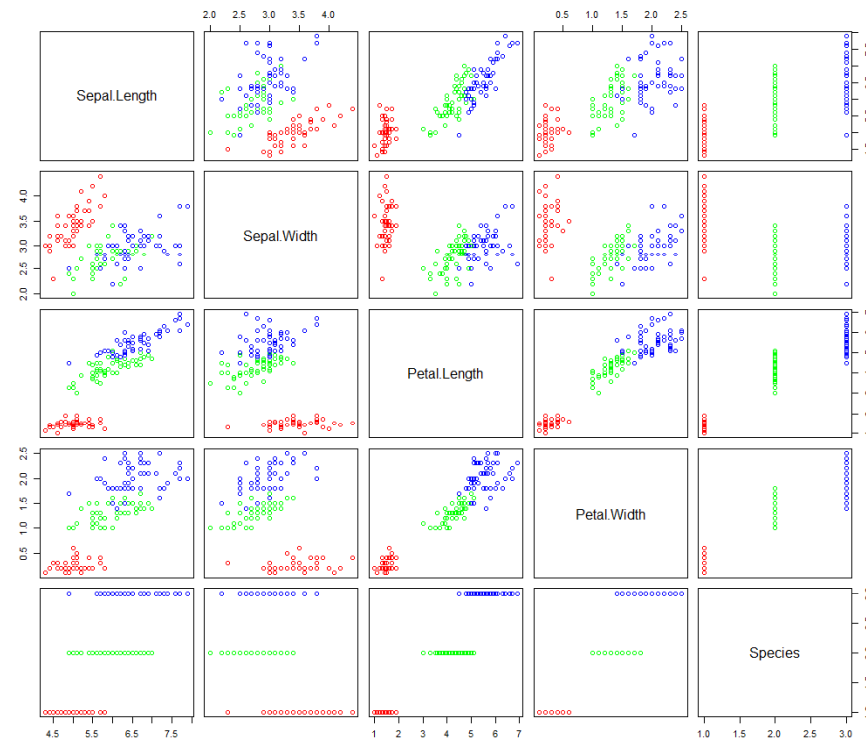 2.0 2.5 3.0 3.5 4.0
0.5 1.0 1.5 2.0 2.5
Sepal.Length
Sepal.Width
2.0 2.5 3.0 3.5 4.0
Petal.Length
Petal.Width
0.5 1.0 1.5 2.0 2.5
Species
4.5 5.5 6.5 7.5
1 2 3 4 5 6 7
1.0 1.5 2.0 2.5 3.0